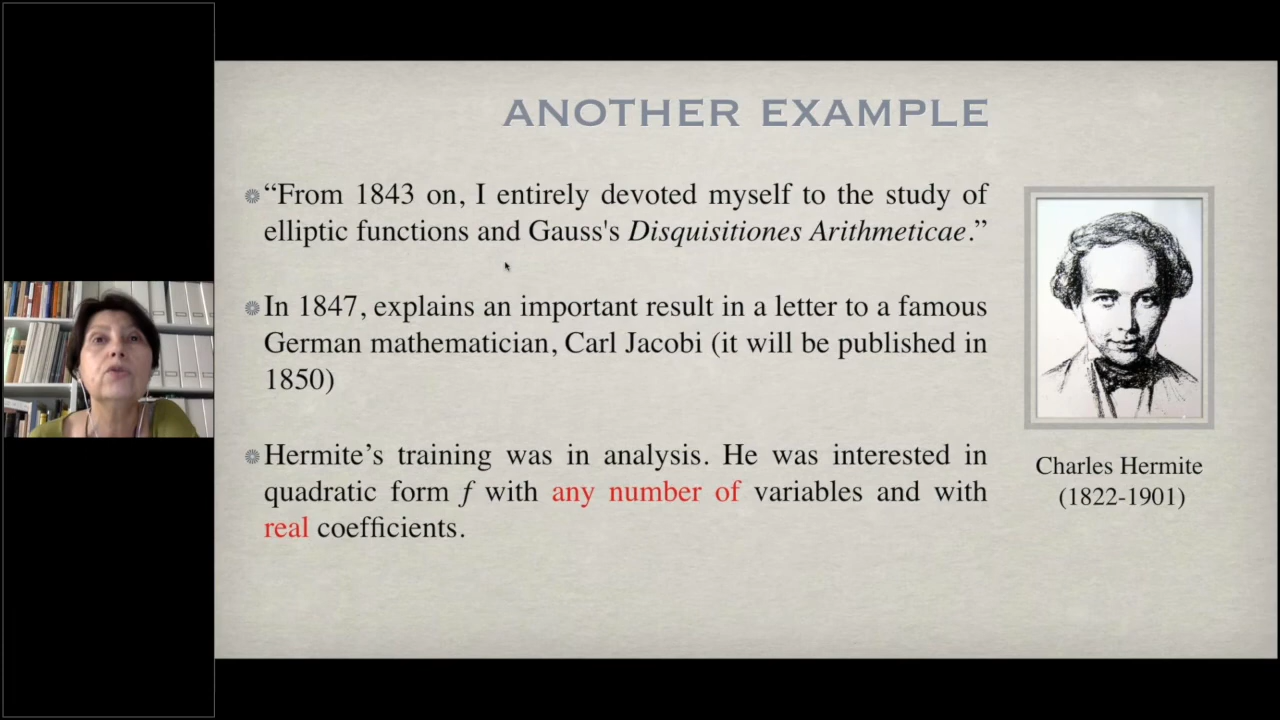 ANOTHER EXAMPLE
“From 1843 on, I entirely devoted myself to the study of
elliptic functions and Gauss's Disquisitiones Arithmeticae.”
In 1847, explains an important result in a letter to a famous
German mathematician, Carl Jacobi (it will be published in
1850)
Hermite’s training was in analysis. He was interested in
quadratic form f with any number of variables and with
real coefficients.
Charles Hermite
(1822-1901)